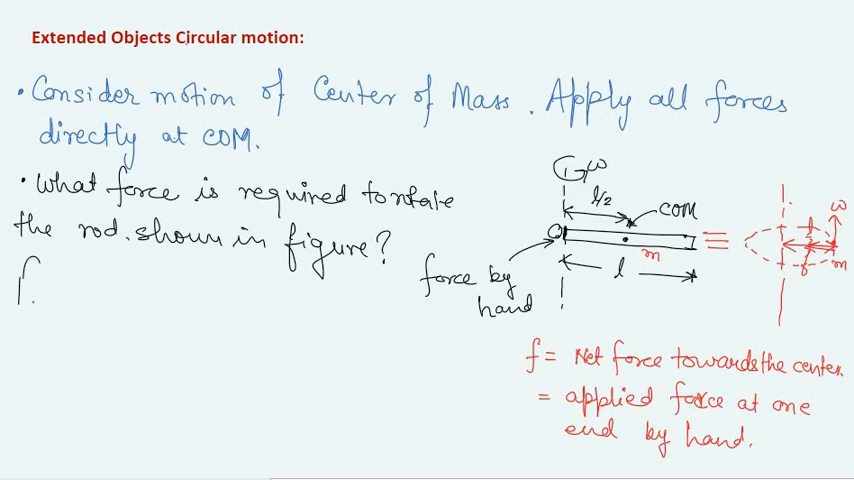 Extended Objects Circular motion:
• Consider motion of Center of Mass. Apply all forces
directly at COM.
• What force is required to rotate
the rod. shown in figure?
f
ω
l/2
COM
O
m
l
force by
hand
≡
ω
l/2
f
m
f = Net force towards the center.
= applied force at one
end by hand.